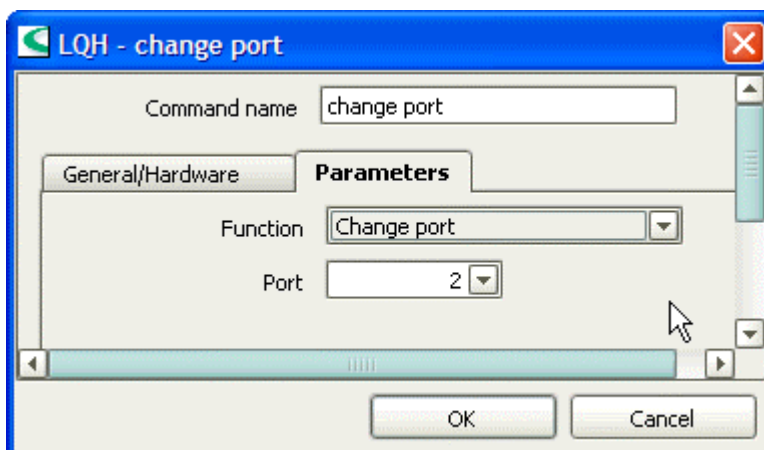 LQH - change port
Command name change port
General/Hardware Parameters
Function Change port
Port 2
OK Cancel